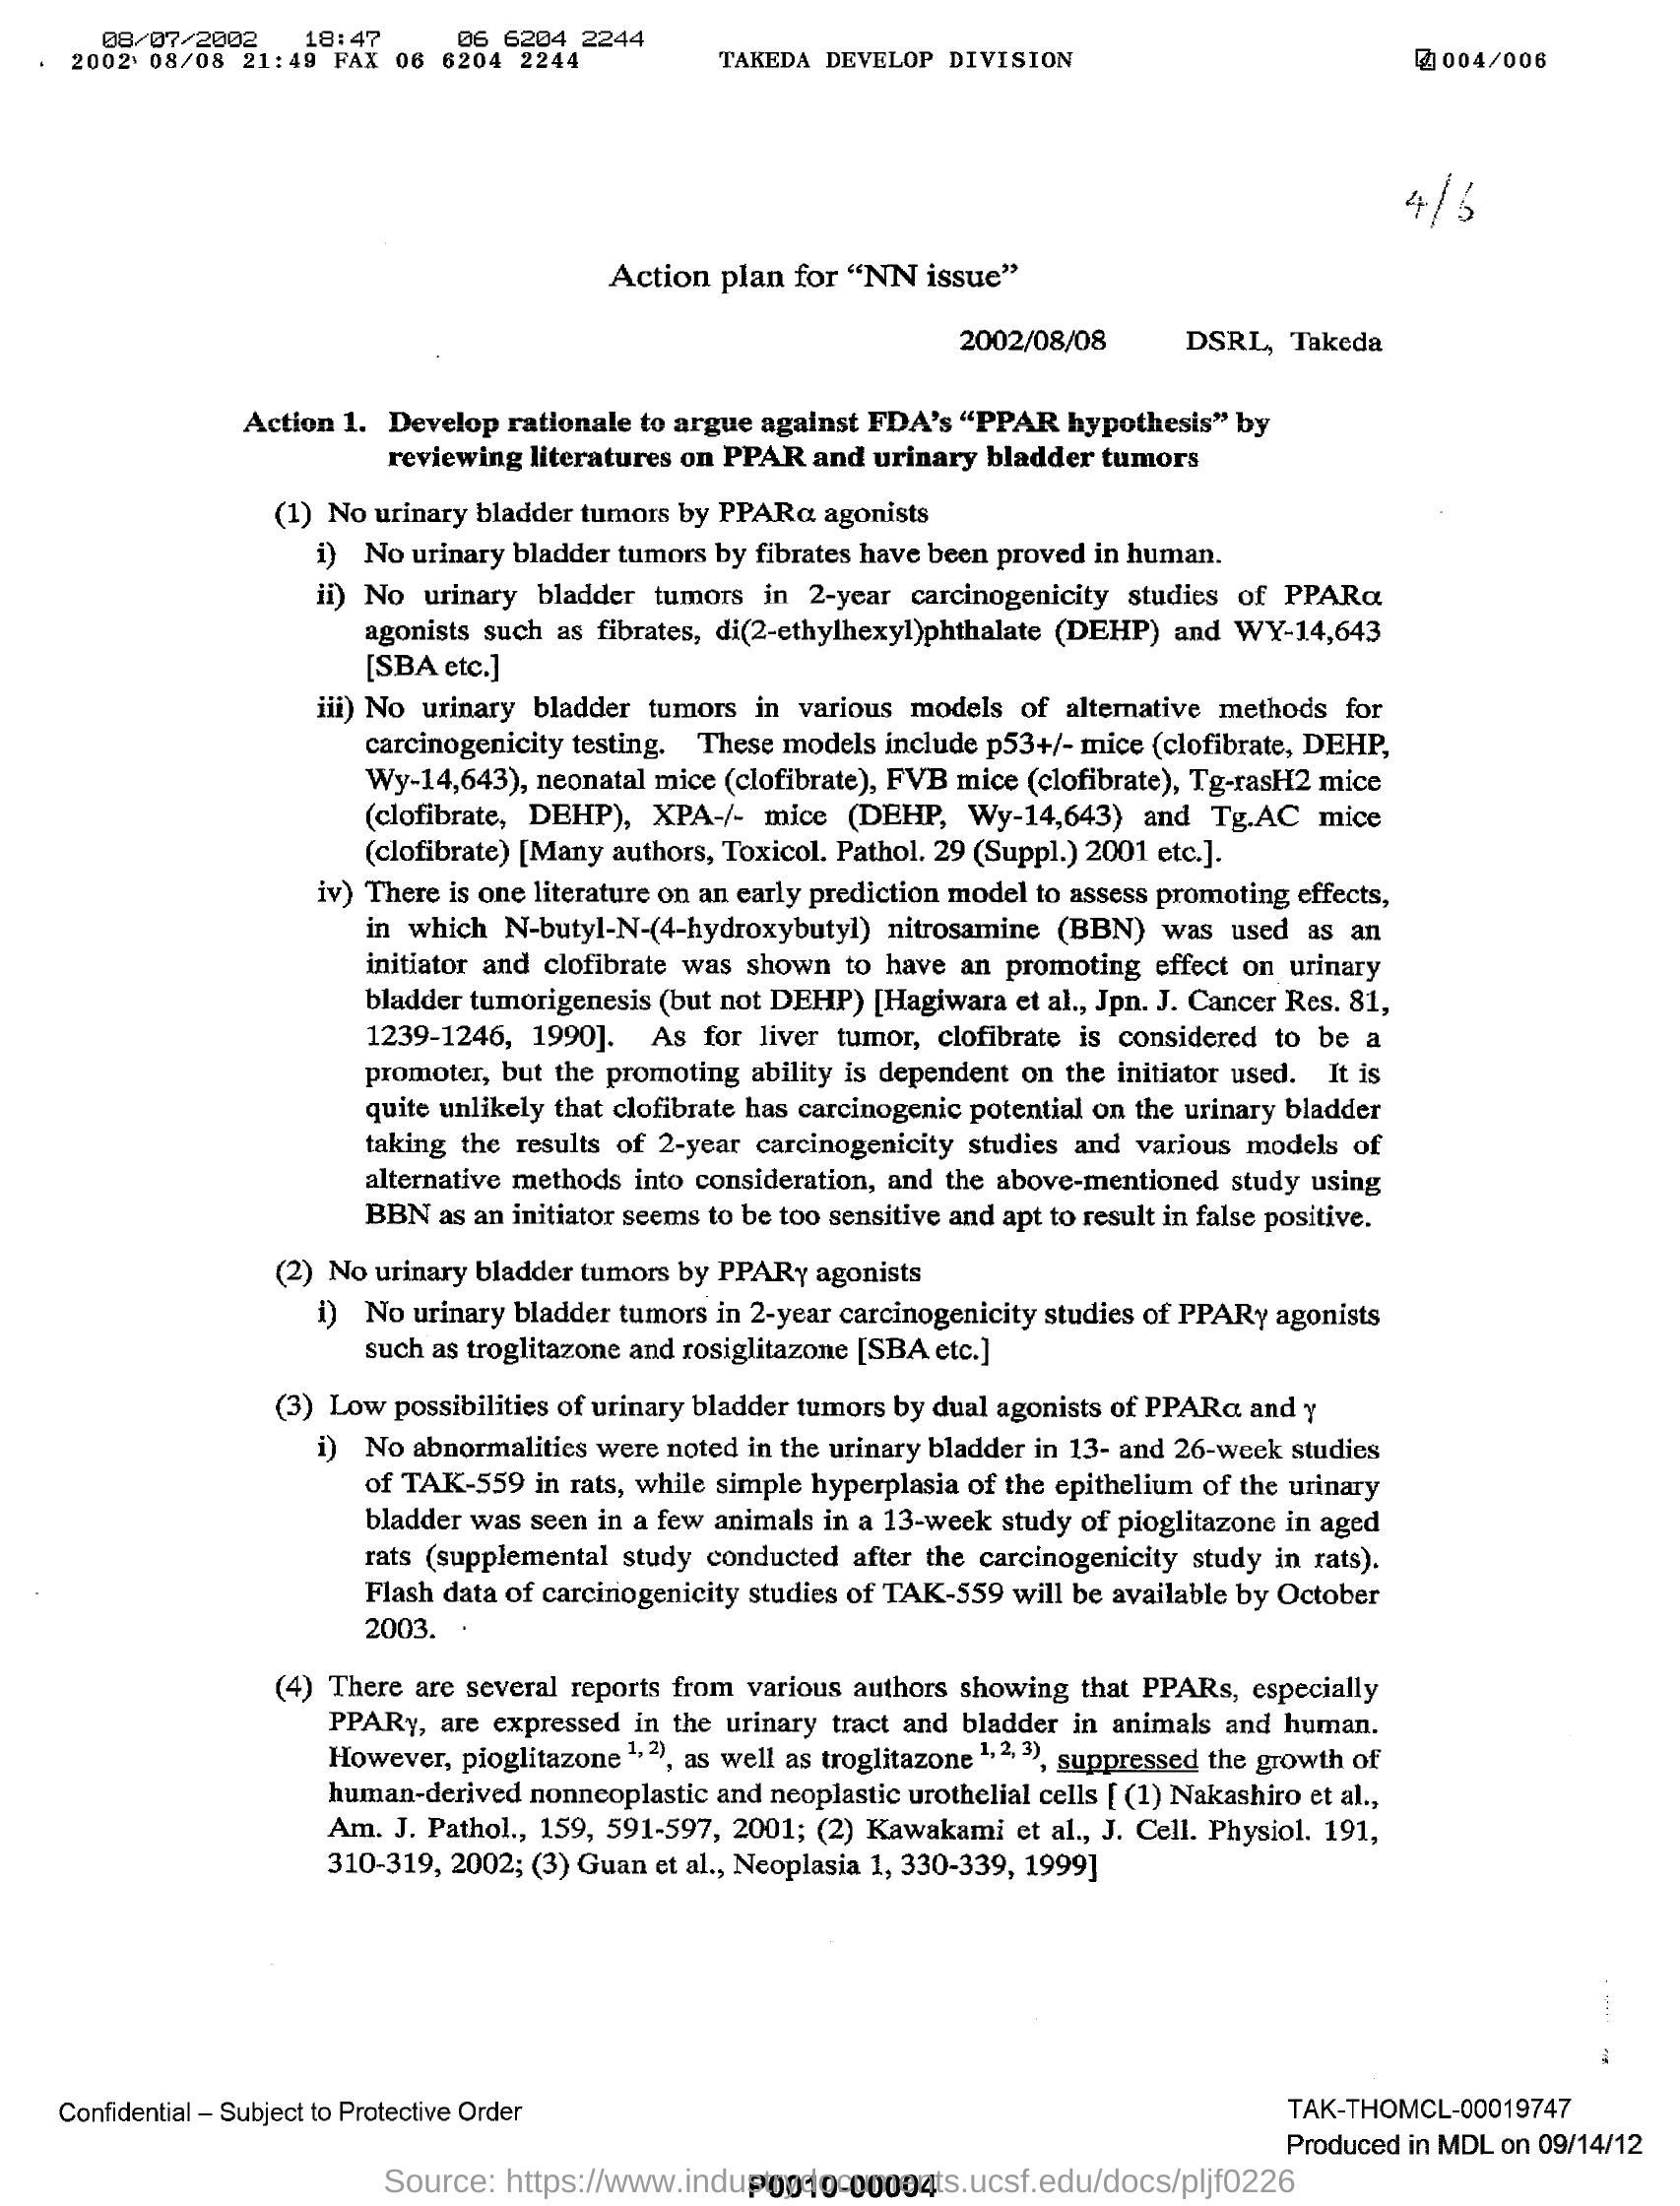 08/07/2002 18:47 06 6204 2244
2002 08/08 21:49 FAX 06 6204 2244 TAKEDA DEVELOP DIVISION 004/006
4/6
Action plan for “NN issue”
2002/08/08 DSRL, Takeda
Action 1. Develop rationale to argue against FDA’s “PPAR hypothesis” by
reviewing literatures on PPAR and urinary bladder tumors
(1) No urinary bladder tumors by PPARα agonists
i) No urinary bladder tumors by fibrates have been proved in human.
ii) No urinary bladder tumors in 2-year carcinogenicity studies of PPARα
agonists such as fibrates, di(2-ethylhexyl)phthalate (DEHP) and WY-14,643
[SBA etc.]
iii) No urinary bladder tumors in various models of alternative methods for
carcinogenicity testing. These models include p53+/- mice (clofibrate, DEHP,
Wy-14,643), neonatal mice (clofibrate), FVB mice (clofibrate), Tg-rasH2 mice
(clofibrate, DEHP), XPA-/- mice (DEHP, Wy-14,643) and Tg.AC mice
(clofibrate) [Many authors, Toxicol. Pathol. 29 (Suppl.) 2001 etc.].
iv) There is one literature on an early prediction model to assess promoting effects,
in which N-butyl-N-(4-hydroxybutyl) nitrosamine (BBN) was used as an
initiator and clofibrate was shown to have an promoting effect on urinary
bladder tumorigenesis (but not DEHP) [Hagiwara et al., Jpn. J. Cancer Res. 81,
1239-1246, 1990]. As for liver tumor, clofibrate is considered to be a
promoter, but the promoting ability is dependent on the initiator used. It is
quite unlikely that clofibrate has carcinogenic potential on the urinary bladder
taking the results of 2-year carcinogenicity studies and various models of
alternative methods into consideration, and the above-mentioned study using
BBN as an initiator seems to be too sensitive and apt to result in false positive.
(2) No urinary bladder tumors by PPARγ agonists
i) No urinary bladder tumors in 2-year carcinogenicity studies of PPARγ agonists
such as troglitazone and rosiglitazone [SBA etc.]
(3) Low possibilities of urinary bladder tumors by dual agonists of PPARα and γ
i) No abnormalities were noted in the urinary bladder in 13- and 26-week studies
of TAK-559 in rats, while simple hyperplasia of the epithelium of the urinary
bladder was seen in a few animals in a 13-week study of pioglitazone in aged
rats (supplemental study conducted after the carcinogenicity study in rats).
Flash data of carcinogenicity studies of TAK-559 will be available by October
2003.
(4) There are several reports from various authors showing that PPARs, especially
PPARγ, are expressed in the urinary tract and bladder in animals and human.
However, pioglitazone 1, 2), as well as troglitazone 1, 2, 3), suppressed the growth of
human-derived nonneoplastic and neoplastic urothelial cells [ (1) Nakashiro et al.,
Am. J. Pathol., 159, 591-597, 2001; (2) Kawakami et al., J. Cell. Physiol. 191,
310-319, 2002; (3) Guan et al., Neoplasia 1, 330-339, 1999]
Confidential – Subject to Protective Order TAK-THOMCL-00019747
Produced in MDL on 09/14/12
Source: https://www.industrydocuments.ucsf.edu/docs/pljf0226
P0010-00004